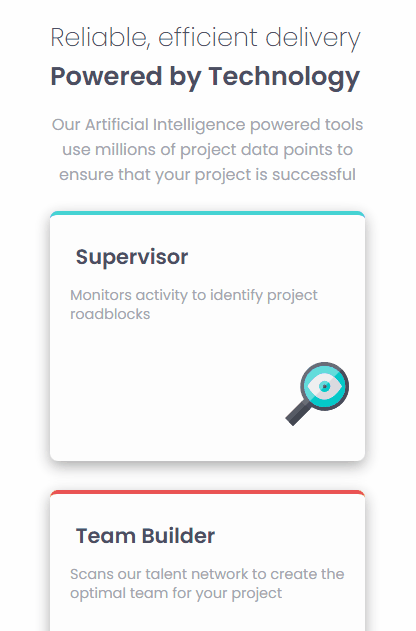 Reliable, efficient delivery
Powered by Technology
Our Artificial Intelligence powered tools
use millions of project data points to
ensure that your project is successful
Supervisor
Monitors activity to identify project
roadblocks
Team Builder
Scans our talent network to create the
optimal team for your project